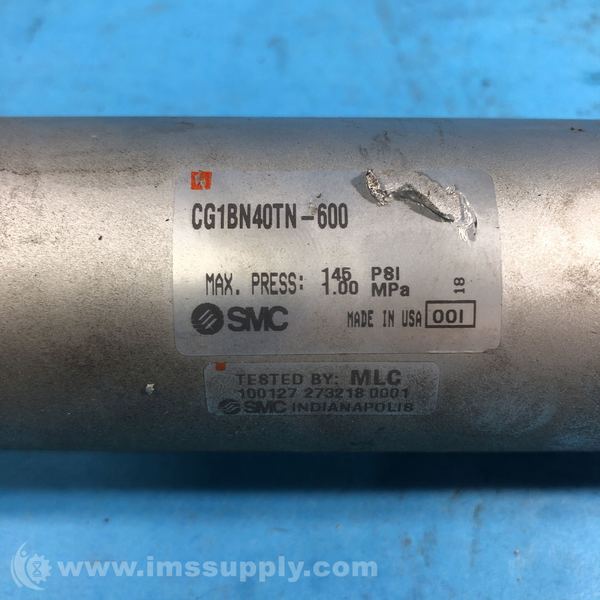 CG1BN40TN-600
MAX. PRESS: 145 PSI
1.00 MPa
18
SMC MADE IN USA 001
TESTED BY: MLC
100127 273218 0001
SMC INDIANAPOLIS
www.imssupply.com